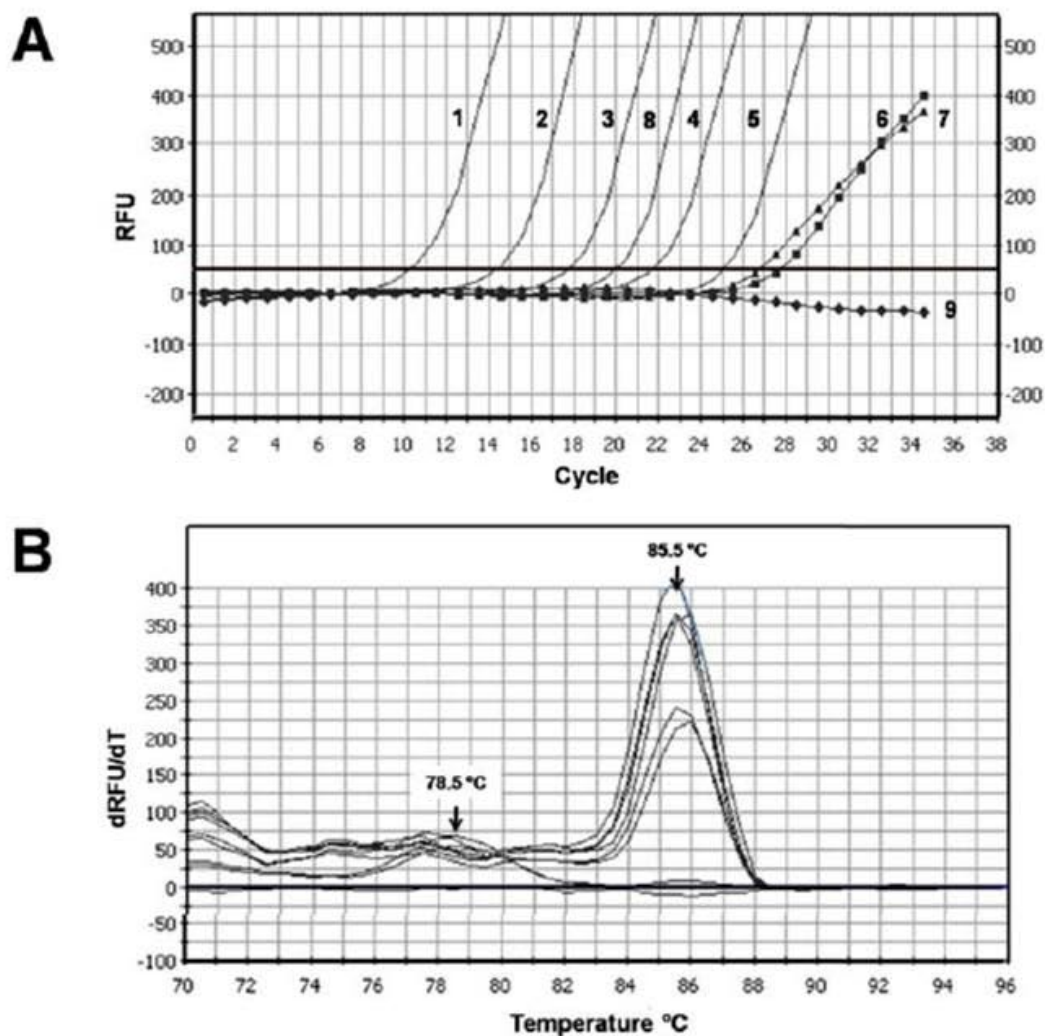 A
500 500
400 400
300 300
200 200
100 100
0 0
-100 -100
-200 -200
RFU
1 2 3 8 4 5 6 7
9
0 2 4 6 8 10 12 14 16 18 20 22 24 26 28 30 32 34 36 38
Cycle
B
85.5 °C
78.5 °C
400
350
300
250
200
150
100
50
0
-50
-100
dRFU/dT
70 72 74 76 78 80 82 84 86 88 90 92 94 96
Temperature °C